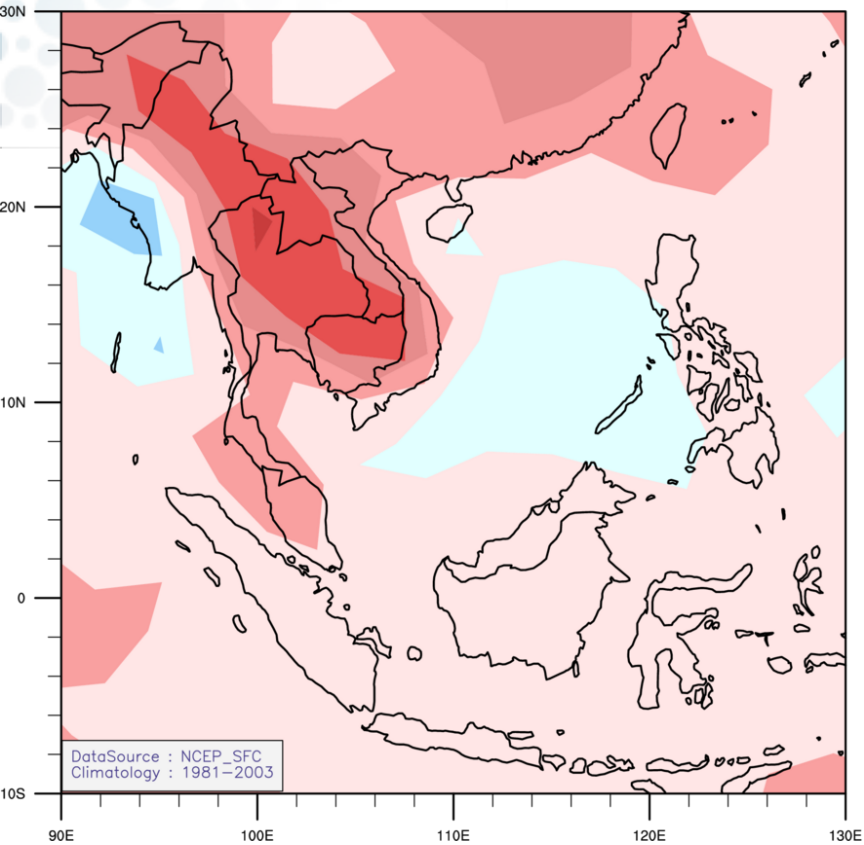 30N
20N
10N
0
10S
DataSource : NCEP_SFC
Climatology : 1981-2003
90E 100E 110E 120E 130E